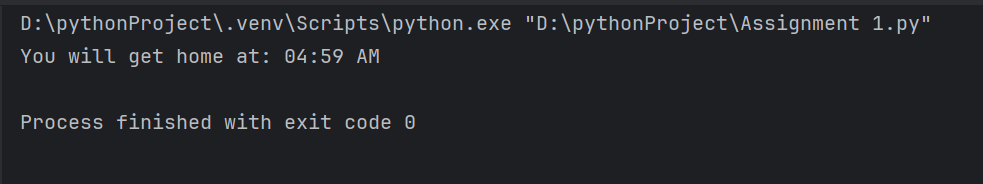 D:\pythonProject\.venv\Scripts\python.exe "D:\pythonProject\Assignment 1.py"
You will get home at: 04:59 AM
Process finished with exit code 0